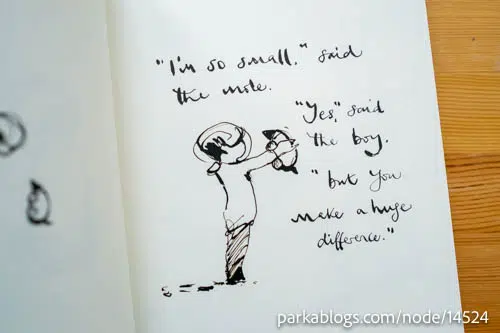 "I'm so small," said
the mole.
"Yes," said
the boy,
"but you
make a huge
difference."
parkablogs.com/node/14524